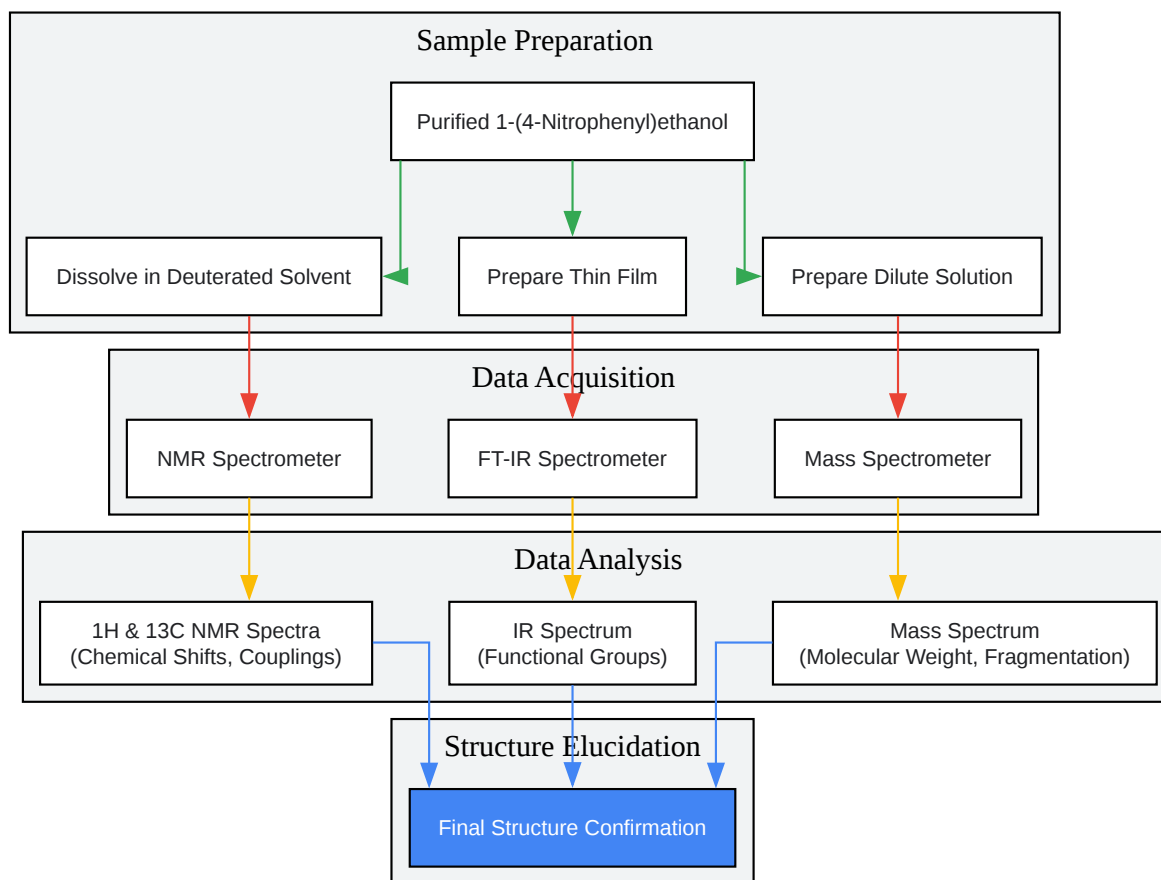 Sample Preparation
Purified 1-(4-Nitrophenyl)ethanol
Dissolve in Deuterated Solvent
Prepare Thin Film
Prepare Dilute Solution
Data Acquisition
NMR Spectrometer
FT-IR Spectrometer
Mass Spectrometer
Data Analysis
1H & 13C NMR Spectra
(Chemical Shifts, Couplings)
IR Spectrum
(Functional Groups)
Mass Spectrum
(Molecular Weight, Fragmentation)
Structure Elucidation
Final Structure Confirmation